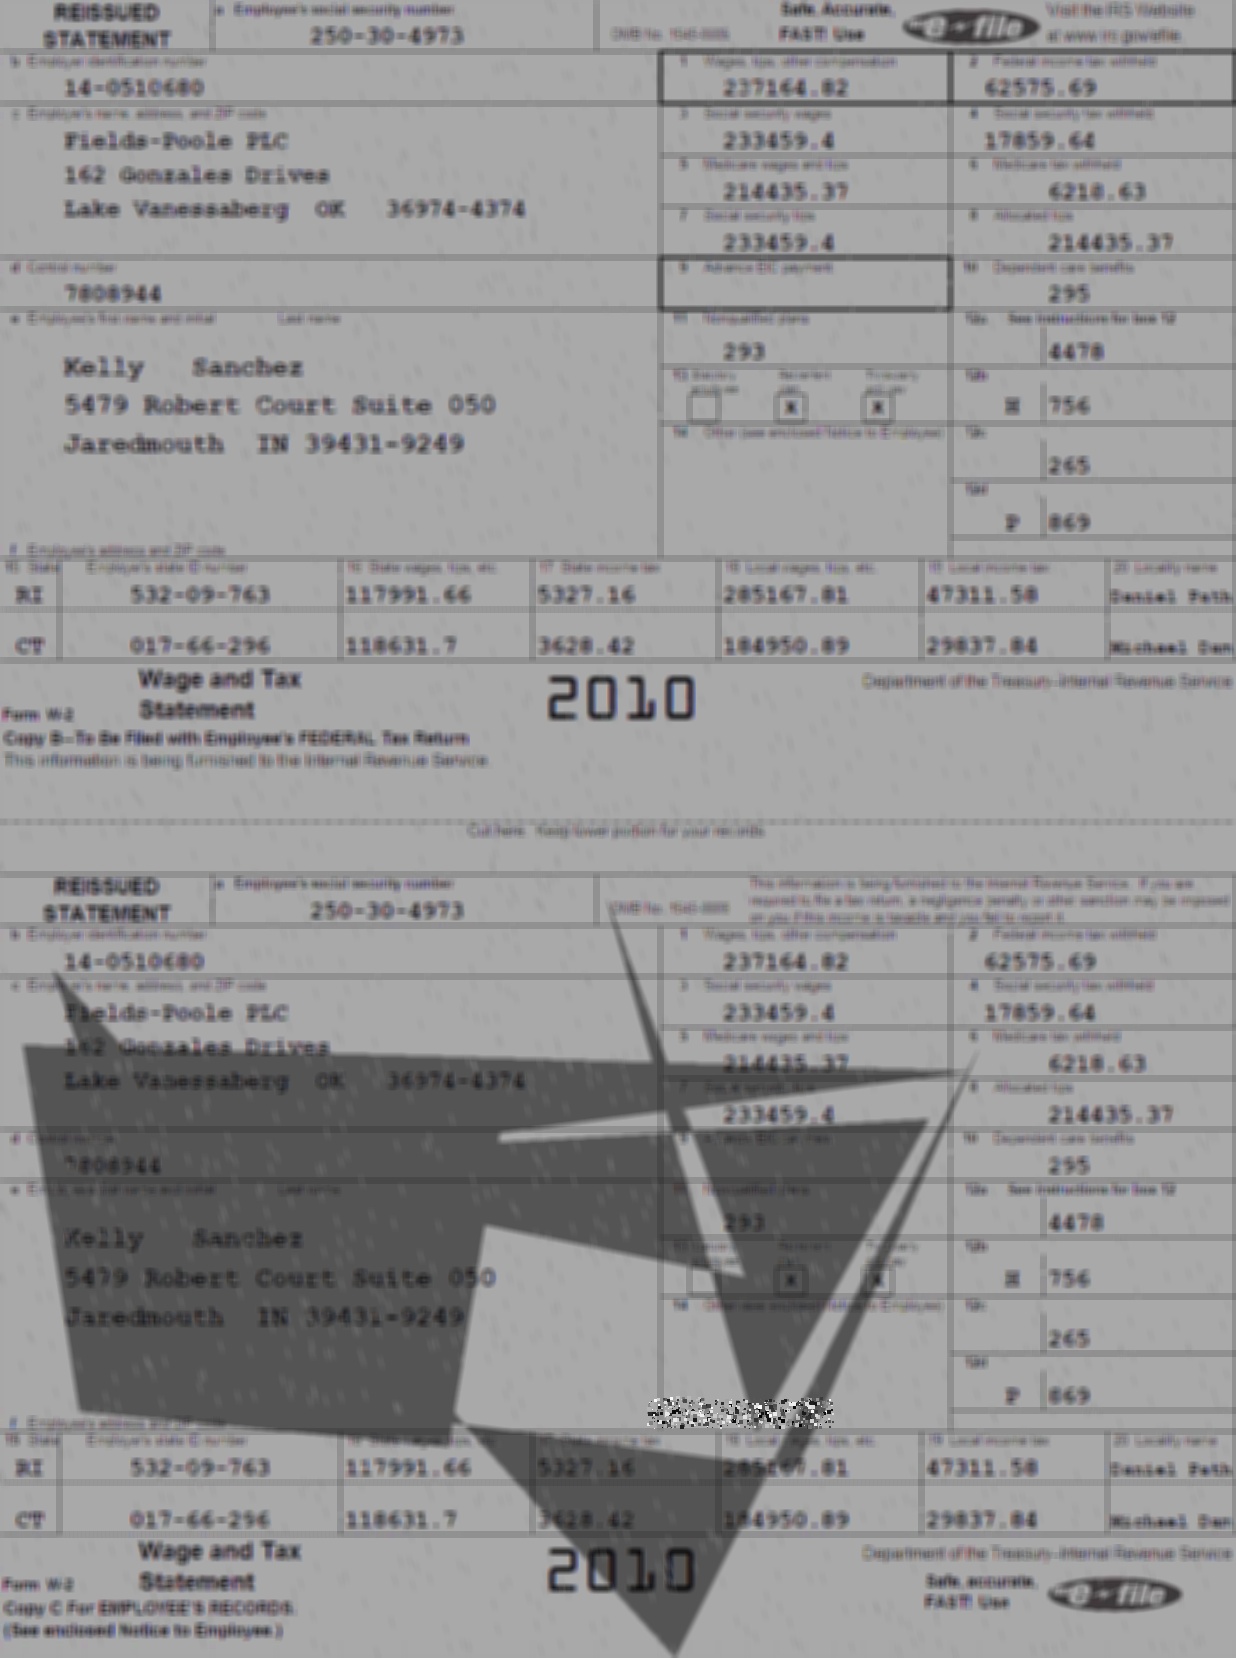 REISSUED STATEMENT
a Employee's social security number
250-30-4973
OMB No. 1545-0008
Safe, Accurate, FAST! Use
e-file
Visit the IRS Website at www.irs.gov/efile.
b Employer identification number
14-0510680
1 Wages, tips, other compensation
237164.82
2 Federal income tax withheld
62575.69
c Employer's name, address, and ZIP code
Fields-Poole PLC
162 Gonzales Drives
Lake Vanessaberg OK 36974-4374
3 Social security wages
233459.4
4 Social security tax withheld
17859.64
5 Medicare wages and tips
214435.37
6 Medicare tax withheld
6218.63
7 Social security tips
233459.4
8 Allocated tips
214435.37
d Control number
7808944
9 Advance EIC payment
10 Dependent care benefits
295
e Employee's first name and initial Last name
Kelly Sanchez
5479 Robert Court Suite 050
Jaredmouth IN 39431-9249
11 Nonqualified plans
293
12a See instructions for box 12
4478
13 Statutory employee Retirement plan Third-party sick pay
X X
12b
H 756
14 Other (see enclosed Notice to Employee)
12c
265
12d
P 869
f Employee's address and ZIP code
15 State Employer's state ID number 16 State wages, tips, etc. 17 State income tax 18 Local wages, tips, etc. 19 Local income tax 20 Locality name
RI 532-09-763 117991.66 5327.16 285167.81 47311.58 Daniel Path
CT 017-66-296 118631.7 3628.42 184950.89 29837.84 Michael Dam
Form W-2
Wage and Tax Statement
2010
Department of the Treasury-Internal Revenue Service
Copy B-To Be Filed with Employee's FEDERAL Tax Return
This information is being furnished to the Internal Revenue Service.
Cut here. Keep lower portion for your records.
REISSUED STATEMENT
a Employee's social security number
250-30-4973
OMB No. 1545-0008
This information is being furnished to the Internal Revenue Service. If you are
required to file a tax return, a negligence penalty or other sanction may be imposed
on you if this income is taxable and you fail to report it.
b Employer identification number
14-0510680
1 Wages, tips, other compensation
237164.82
2 Federal income tax withheld
62575.69
c Employer's name, address, and ZIP code
Fields-Poole PLC
162 Gonzales Drives
Lake Vanessaberg OK 36974-4374
3 Social security wages
233459.4
4 Social security tax withheld
17859.64
5 Medicare wages and tips
214435.37
6 Medicare tax withheld
6218.63
7 Social security tips
233459.4
8 Allocated tips
214435.37
d Control number
7808944
9 Advance EIC payment
10 Dependent care benefits
295
e Employee's first name and initial Last name
Kelly Sanchez
5479 Robert Court Suite 050
Jaredmouth IN 39431-9249
11 Nonqualified plans
293
12a See instructions for box 12
4478
13 Statutory employee Retirement plan Third-party sick pay
X X
12b
H 756
14 Other (see enclosed Notice to Employee)
12c
265
12d
P 869
f Employee's address and ZIP code
15 State Employer's state ID number 16 State wages, tips, etc. 17 State income tax 18 Local wages, tips, etc. 19 Local income tax 20 Locality name
RI 532-09-763 117991.66 5327.16 285167.81 47311.58 Daniel Path
CT 017-66-296 118631.7 3628.42 184950.89 29837.84 Michael Dam
Form W-2
Wage and Tax Statement
2010
Department of the Treasury-Internal Revenue Service
Copy C For EMPLOYEE'S RECORDS.
(See enclosed Notice to Employee.)
Safe, accurate, FAST! Use
e-file